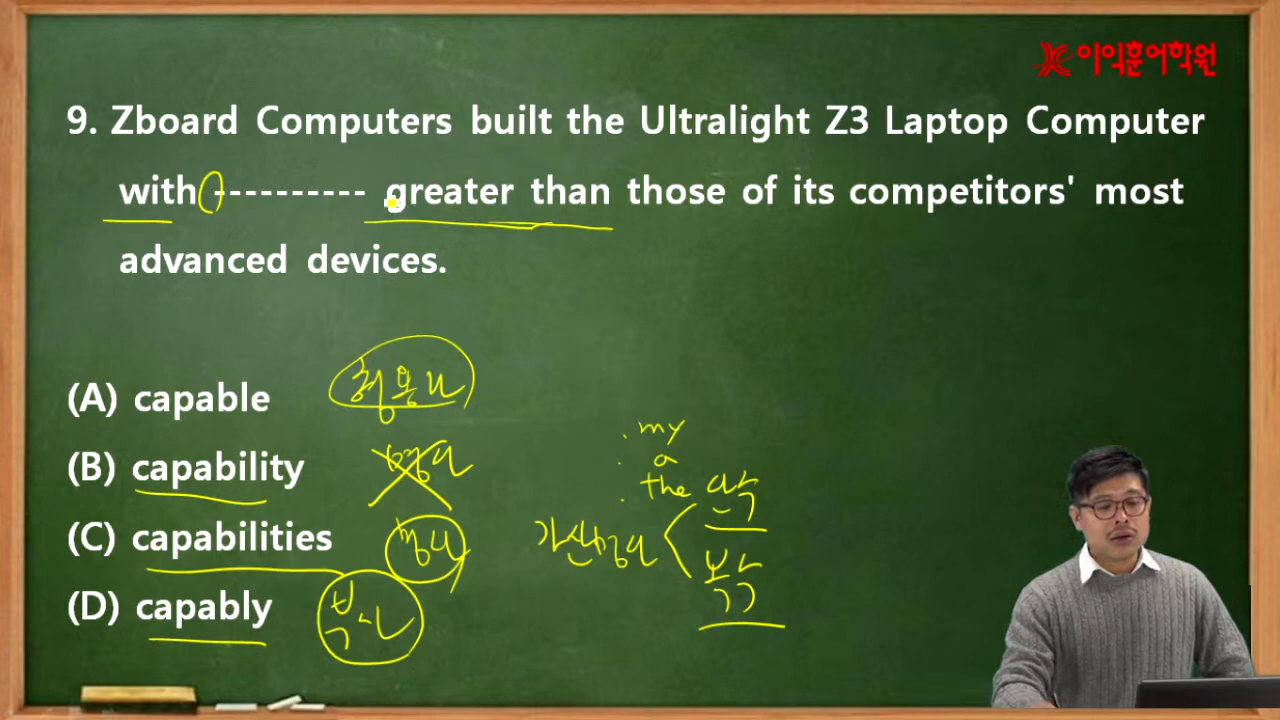 이익훈어학원
9. Zboard Computers built the Ultralight Z3 Laptop Computer
with ---------- greater than those of its competitors' most
advanced devices.
(A) capable 형용사
(B) capability 명사
(C) capabilities 명사
(D) capably 부사
my
a
the 단수
가산명사
복수